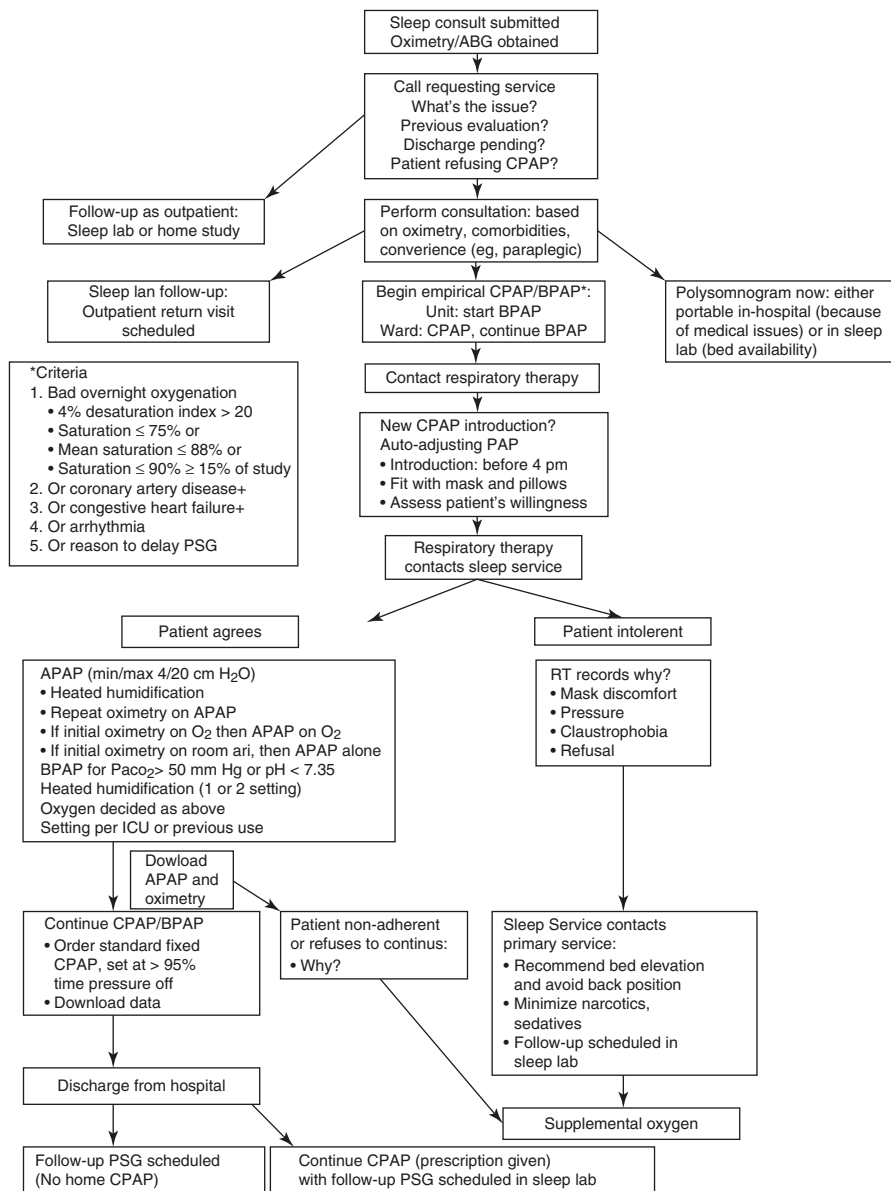 Sleep consult submitted
Oximetry/ABG obtained
Call requesting service
What's the issue?
Previous evaluation?
Discharge pending?
Patient refusing CPAP?
Follow-up as outpatient:
Sleep lab or home study
Perform consultation: based
on oximetry, comorbidities,
converience (eg, paraplegic)
Sleep lan follow-up:
Outpatient return visit
scheduled
Begin empirical CPAP/BPAP*:
Unit: start BPAP
Ward: CPAP, continue BPAP
Polysomnogram now: either
portable in-hospital (because
of medical issues) or in sleep
lab (bed availability)
*Criteria
1. Bad overnight oxygenation
• 4% desaturation index > 20
• Saturation ≤ 75% or
• Mean saturation ≤ 88% or
• Saturation ≤ 90% ≥ 15% of study
2. Or coronary artery disease+
3. Or congestive heart failure+
4. Or arrhythmia
5. Or reason to delay PSG
Contact respiratory therapy
New CPAP introduction?
Auto-adjusting PAP
• Introduction: before 4 pm
• Fit with mask and pillows
• Assess patient's willingness
Respiratory therapy
contacts sleep service
Patient agrees
Patient intolerent
APAP (min/max 4/20 cm H₂O)
• Heated humidification
• Repeat oximetry on APAP
• If initial oximetry on O₂ then APAP on O₂
• If initial oximetry on room ari, then APAP alone
BPAP for Paco₂> 50 mm Hg or pH < 7.35
Heated humidification (1 or 2 setting)
Oxygen decided as above
Setting per ICU or previous use
RT records why?
• Mask discomfort
• Pressure
• Claustrophobia
• Refusal
Dowload
APAP and
oximetry
Continue CPAP/BPAP
• Order standard fixed
CPAP, set at > 95%
time pressure off
• Download data
Patient non-adherent
or refuses to continus:
• Why?
Sleep Service contacts
primary service:
• Recommend bed elevation
and avoid back position
• Minimize narcotics,
sedatives
• Follow-up scheduled in
sleep lab
Discharge from hospital
Supplemental oxygen
Follow-up PSG scheduled
(No home CPAP)
Continue CPAP (prescription given)
with follow-up PSG scheduled in sleep lab